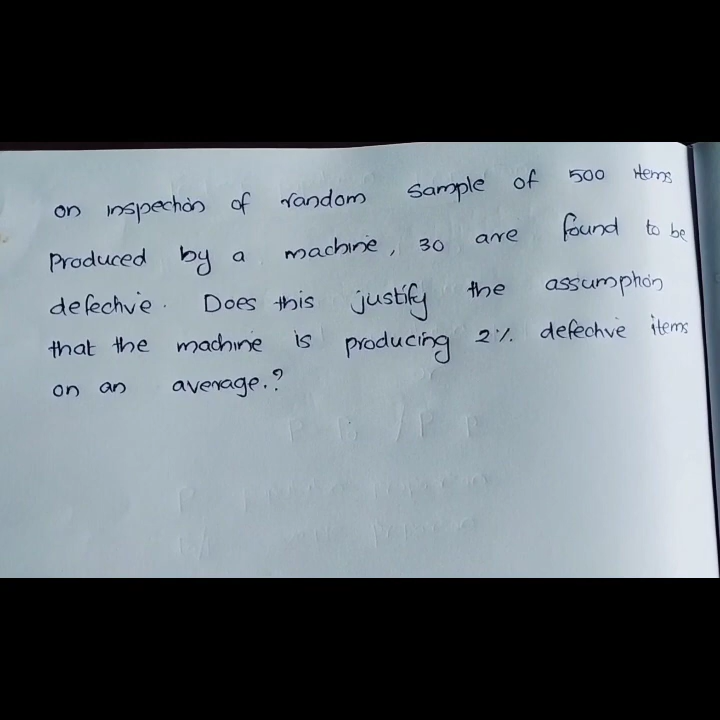 on inspection of random sample of 500 items
Produced by a machine, 30 are found to be
defective. Does this justify the assumption
that the machine is producing 2% defective items
on an average.?